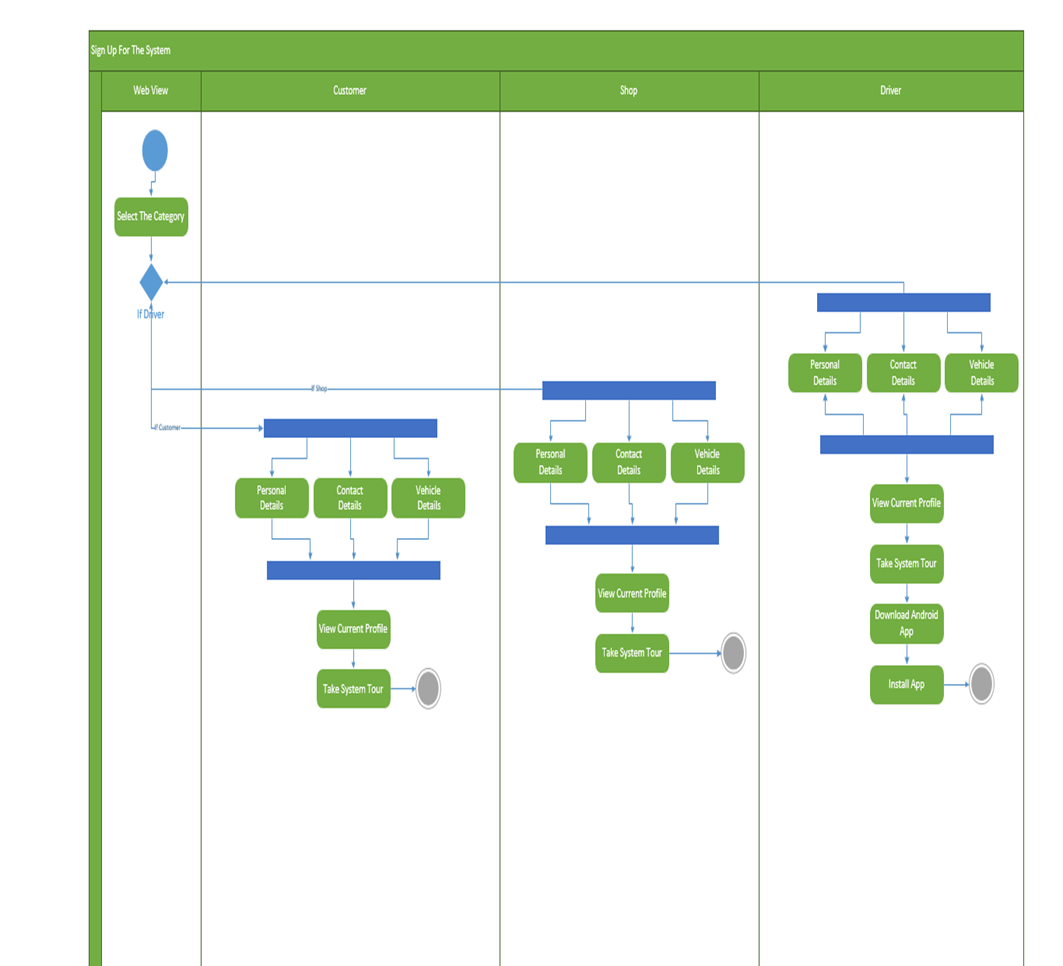 Sign Up For The System
Web View
Customer
Shop
Driver
Select The Category
If Driver
If Shop
If Customer
Personal
Details
Contact
Details
Vehicle
Details
View Current Profile
Take System Tour
Personal
Details
Contact
Details
Vehicle
Details
View Current Profile
Take System Tour
Personal
Details
Contact
Details
Vehicle
Details
View Current Profile
Take System Tour
Download Android
App
Install App